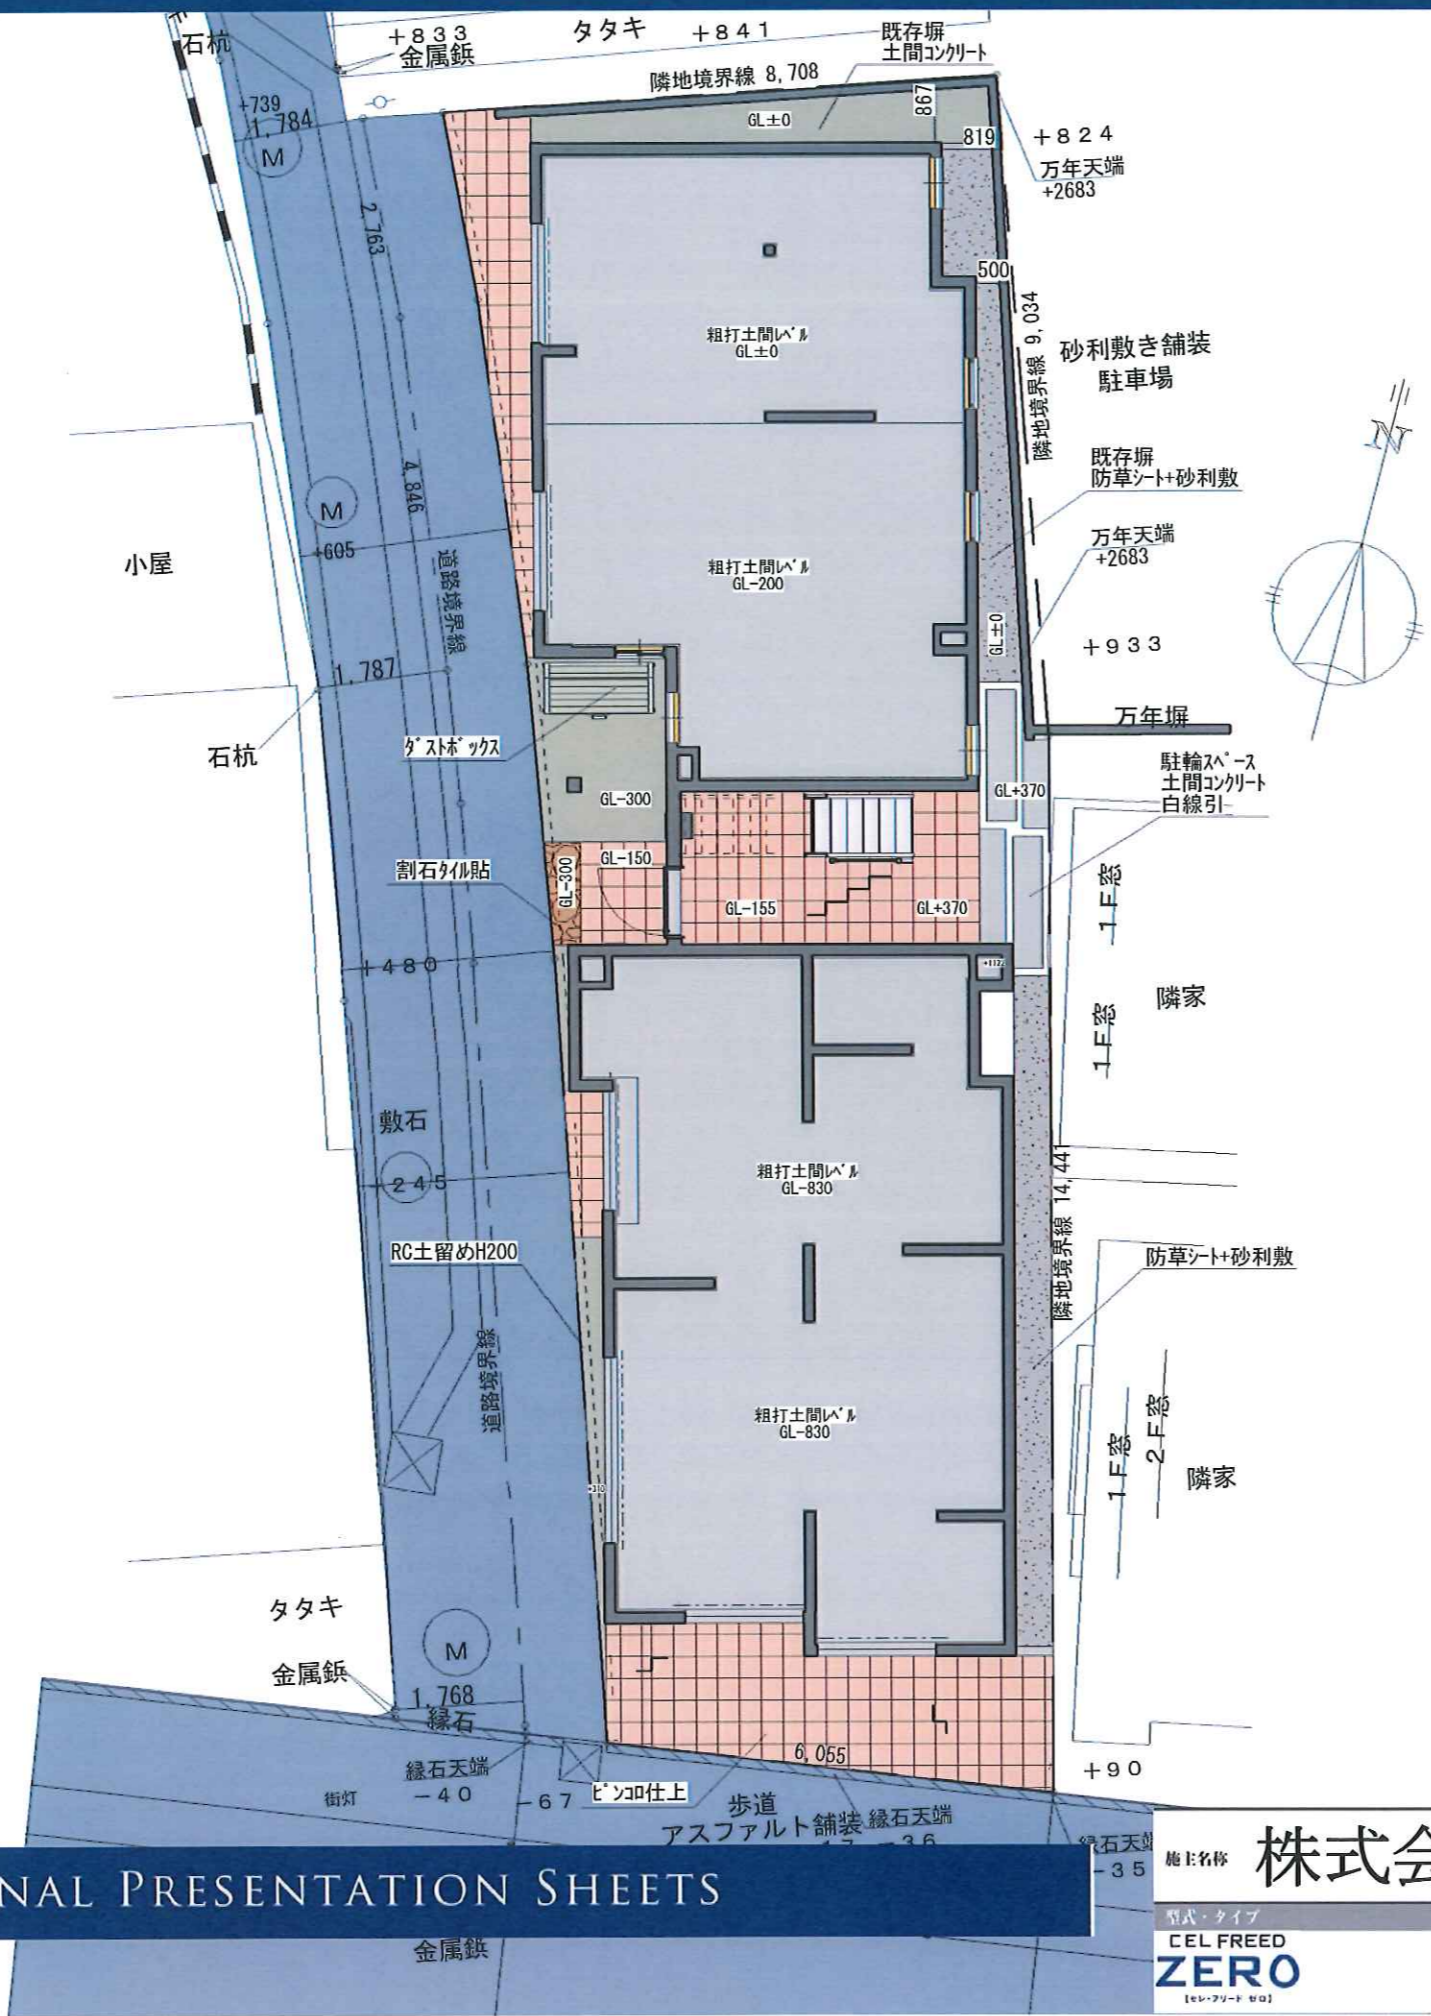 石杭
+833
金属鋲
タタキ
+841
既存塀
土間コンクリート
隣地境界線 8,708
+739
1,784
M
GL±0
867
819
+824
万年天端
+2683
2,763
500
粗打土間ﾚﾍﾞﾙ
GL±0
隣地境界線 9,034
砂利敷き舗装
駐車場
N
4,846
既存塀
防草ｼｰﾄ+砂利敷
M
+605
小屋
道路境界線
粗打土間ﾚﾍﾞﾙ
GL-200
万年天端
+2683
GL±0
+933
1,787
石杭
万年塀
ﾀﾞｽﾄﾎﾞｯｸｽ
駐輪ｽﾍﾟｰｽ
土間ｺﾝｸﾘｰﾄ
白線引
GL-300
GL+370
割石ﾀｲﾙ貼
GL-300
GL-150
GL-155
GL+370
1F窓
+480
+1122
隣家
1F窓
敷石
+245
粗打土間ﾚﾍﾞﾙ
GL-830
隣地境界線 14,441
RC土留めH200
防草ｼｰﾄ+砂利敷
道路境界線
粗打土間ﾚﾍﾞﾙ
GL-830
1F窓
2F窓
隣家
+310
タタキ
M
金属鋲
1,768
縁石
6,055
+90
縁石天端
-40
街灯
-67
ﾋﾟﾝｺﾛ仕上
歩道
アスファルト舗装
縁石天端
-36
縁石天端
-35
NAL PRESENTATION SHEETS
金属鋲
施主名称
株式会
型式・タイプ
CEL FREED
ZERO
【セレ・フリード ゼロ】